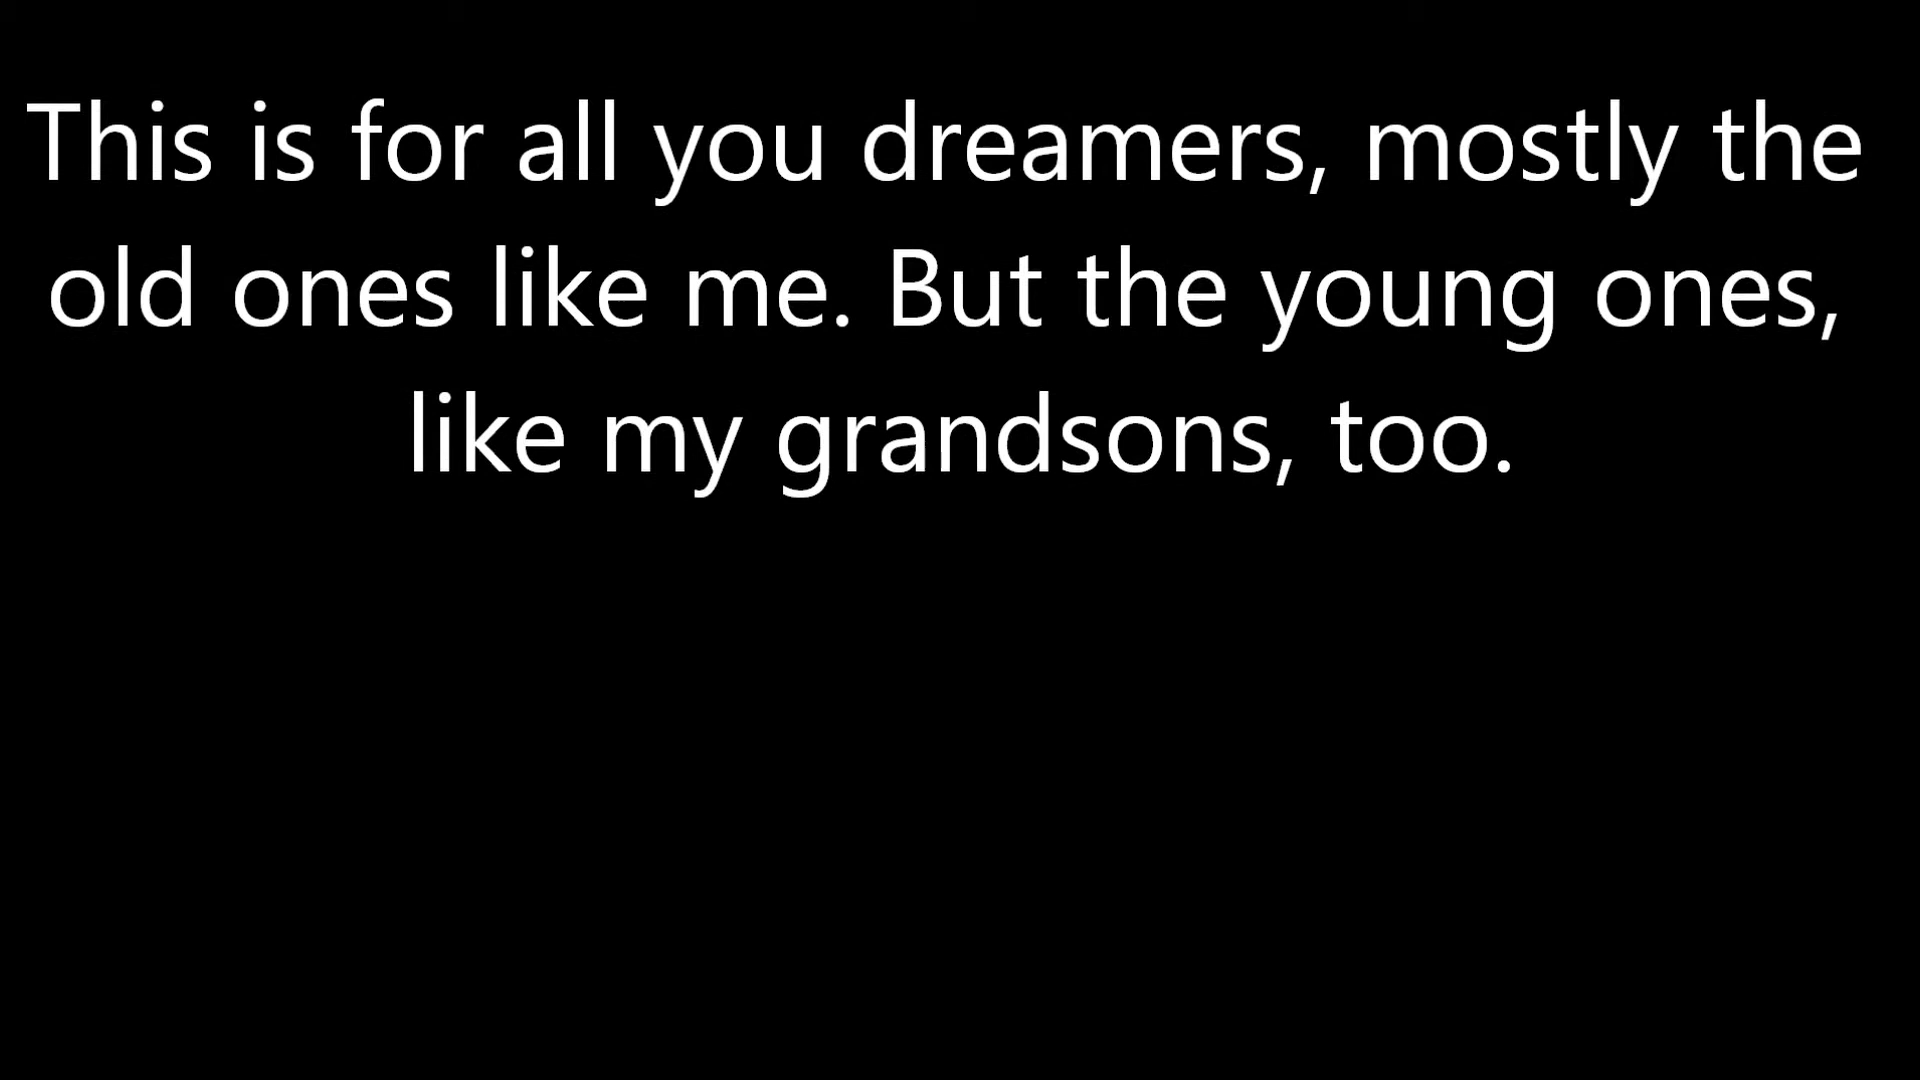 This is for all you dreamers, mostly the
old ones like me. But the young ones,
like my grandsons, too.